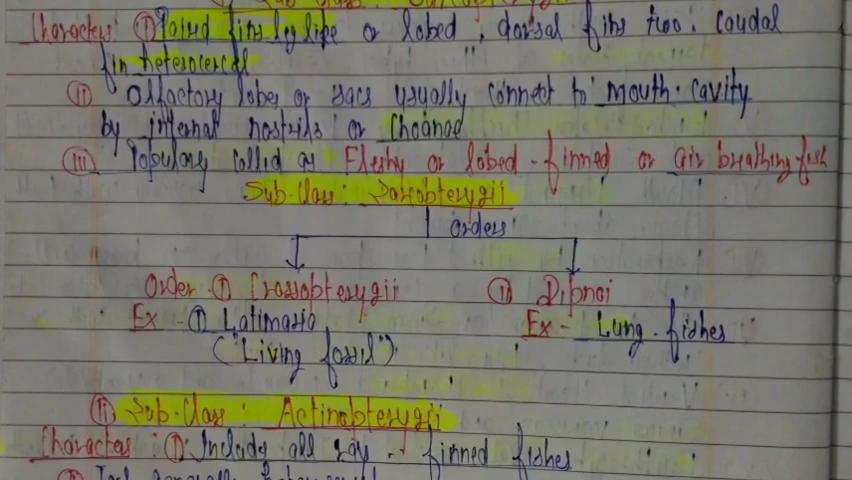 Characters: (i) Paired fins leglike or lobed, dorsal fins two. Caudal
fin heterocercal
(ii) Olfactory lobes or sacs usually connect to mouth cavity
by internal nostrils or Choanae
(iii) Popularly called as Fleshy or lobed-finned or air breathing fish
Sub-Class: Sarcopterygii
orders
Order (i) Crossopterygii (ii) Dipnoi
Ex - (i) Latimaria Ex - Lung-fishes
("Living fossil")
(ii) Sub-Class: Actinopterygii
Characters: (i) Include all ray-finned fishes